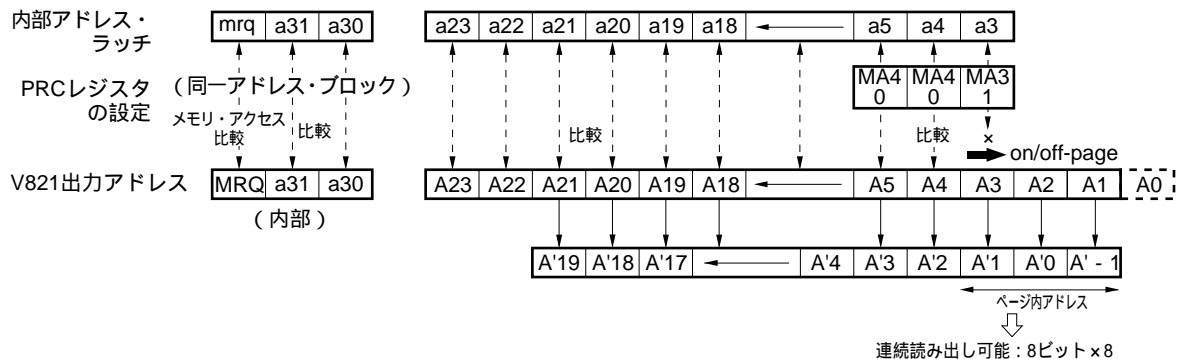 内部アドレス・
ラッチ
mrq a31 a30
a23 a22 a21 a20 a19 a18 a5 a4 a3
PRCレジスタ
の設定
(同一アドレス・ブロック)
MA4 MA4 MA3
0 0 1
メモリ・アクセス
比較
比較
比較
比較
×
on/off-page
V821出力アドレス
MRQ a31 a30
A23 A22 A21 A20 A19 A18 A5 A4 A3 A2 A1 A0
(内部)
A'19 A'18 A'17 A'4 A'3 A'2 A'1 A'0 A'-1
ページ内アドレス
連続読み出し可能:8ビット×8